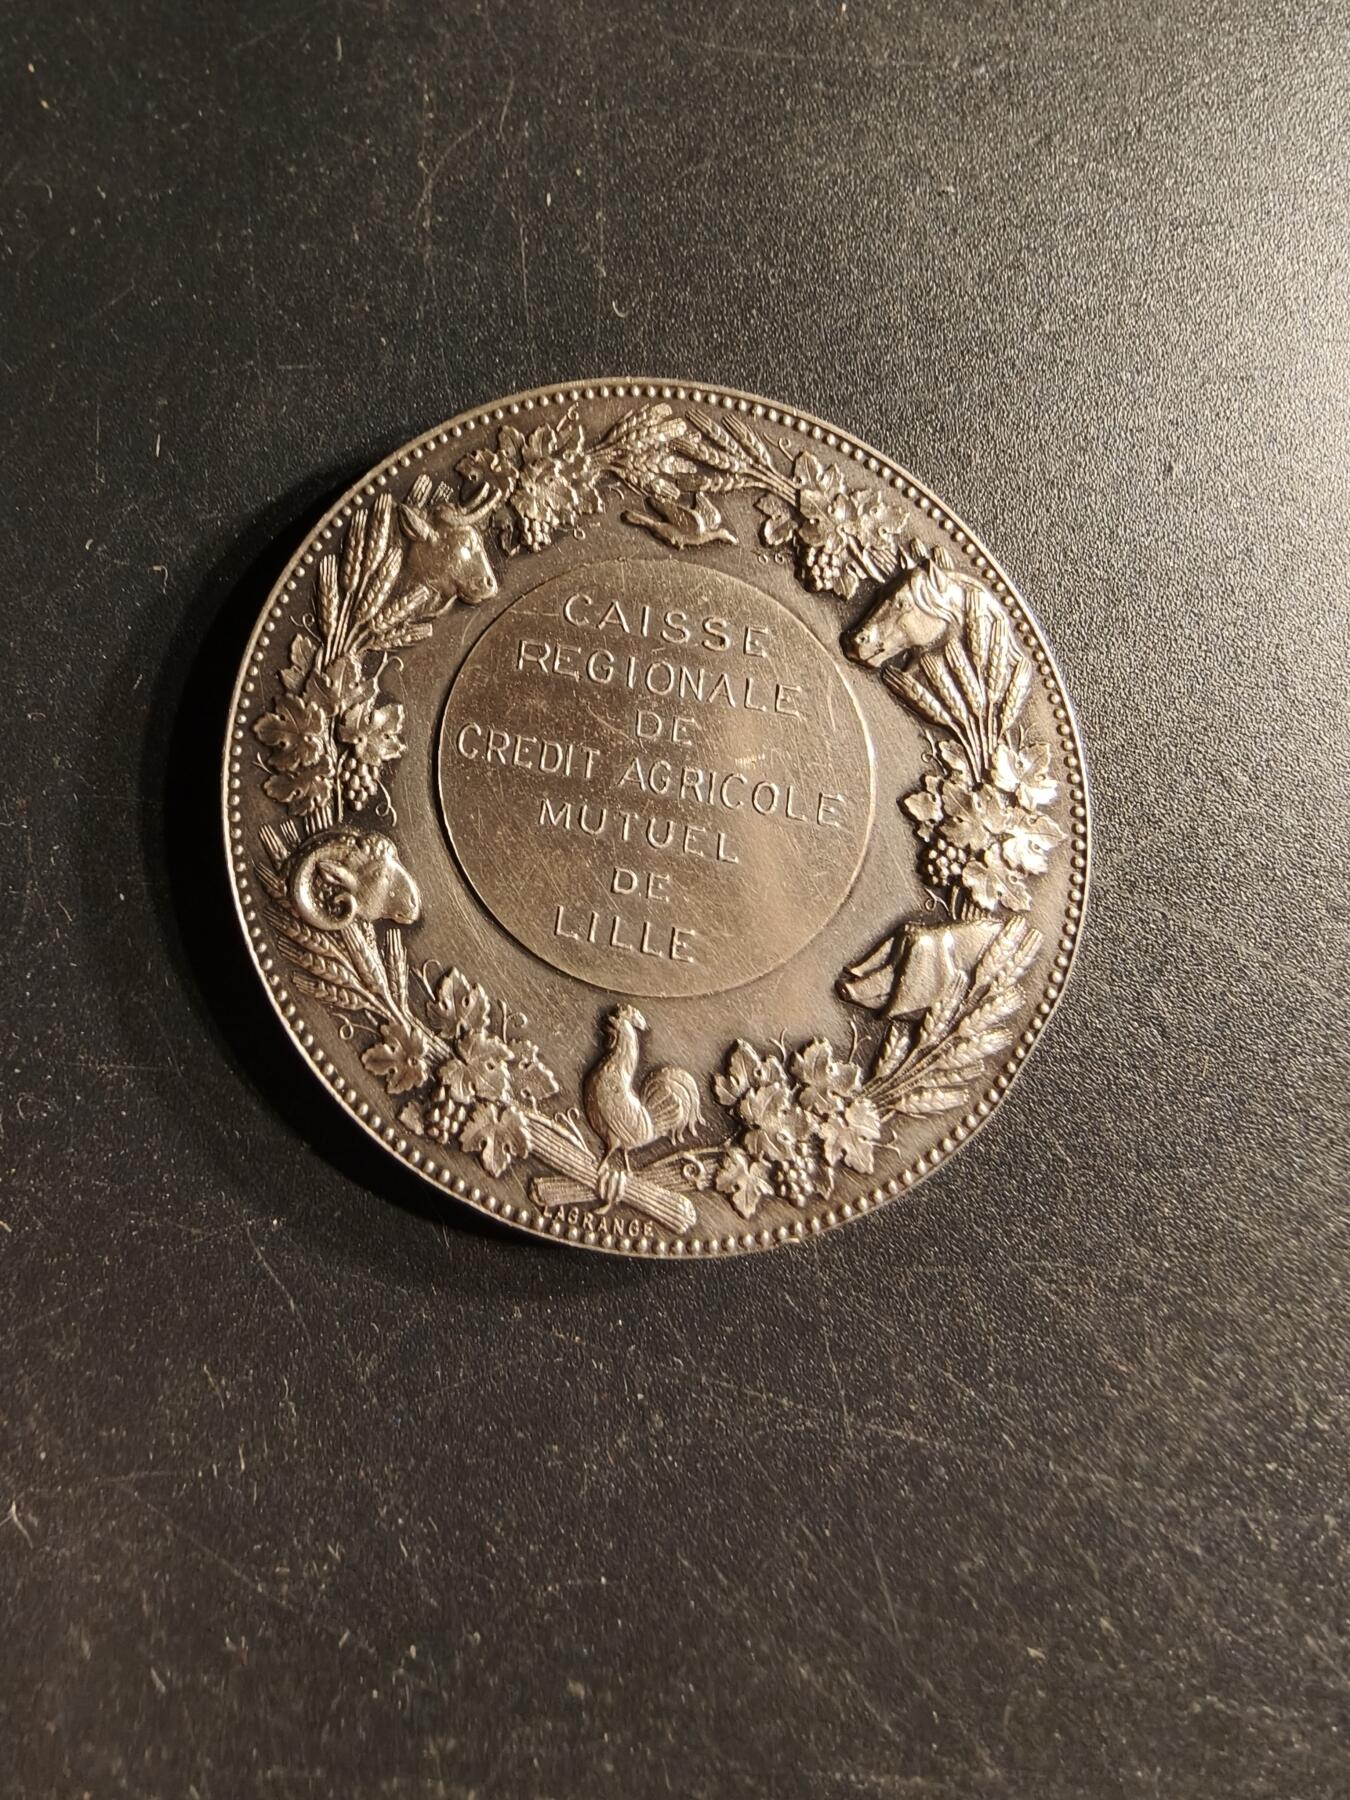 CAISSE
REGIONALE
DE
CREDIT AGRICOLE
MUTUEL
DE
LILLE
LAGRANGE